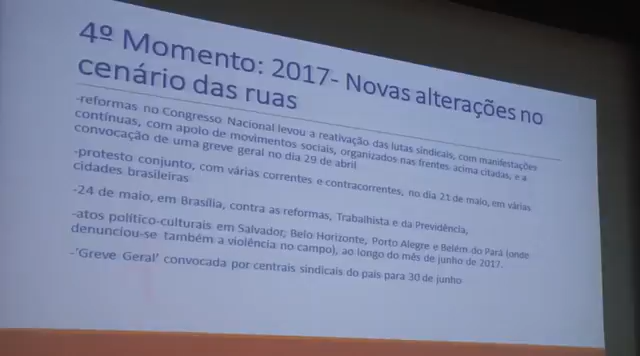 4º Momento: 2017- Novas alterações no
cenário das ruas
-reformas no Congresso Nacional levou a reativação das lutas sindicais, com manifestações
contínuas, com apoio de movimentos sociais, organizados nas frentes acima citadas, e a
convocação de uma greve geral no dia 29 de abril
-protesto conjunto, com várias correntes e contracorrentes, no dia 21 de maio, em várias
cidades brasileiras
-24 de maio, em Brasília, contra as reformas, Trabalhista e da Previdência,
-atos político-culturais em Salvador, Belo Horizonte, Porto Alegre e Belém do Pará (onde
denunciou-se também a violência no campo), ao longo do mês de junho de 2017.
-'Greve Geral' convocada por centrais sindicais do país para 30 de junho